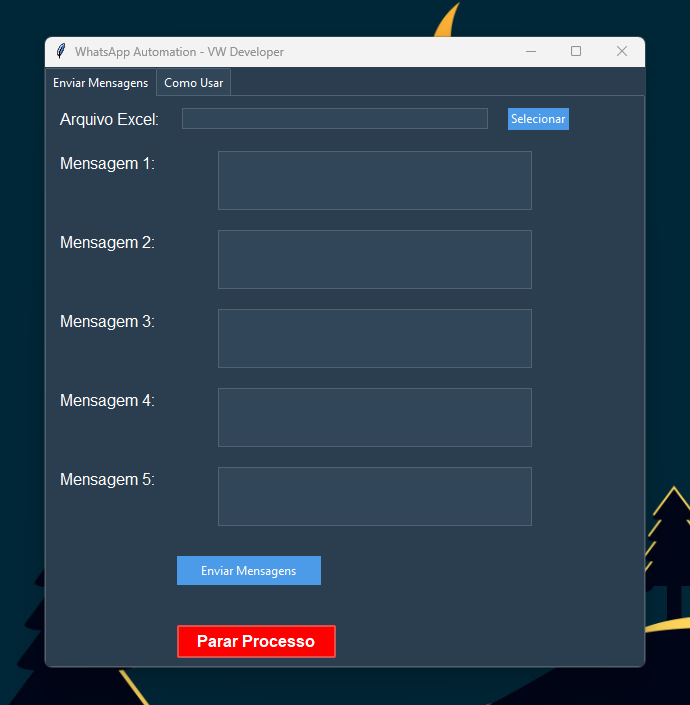 WhatsApp Automation - VW Developer
Enviar Mensagens Como Usar
Arquivo Excel: Selecionar
Mensagem 1:
Mensagem 2:
Mensagem 3:
Mensagem 4:
Mensagem 5:
Enviar Mensagens
Parar Processo